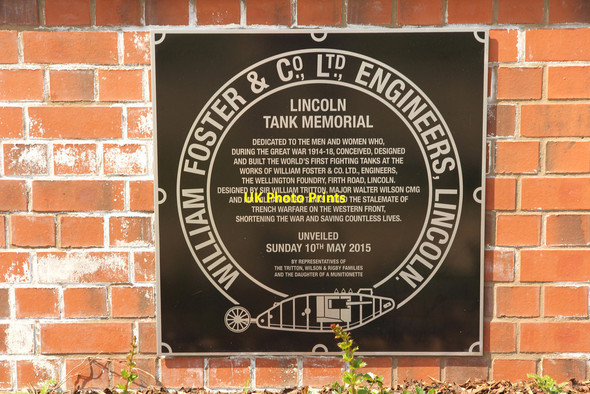 WILLIAM FOSTER & CO., LTD., ENGINEERS, LINCOLN.
LINCOLN
TANK MEMORIAL
DEDICATED TO THE MEN AND WOMEN WHO,
DURING THE GREAT WAR 1914-18, CONCEIVED, DESIGNED
AND BUILT THE WORLD'S FIRST FIGHTING TANKS AT THE
WORKS OF WILLIAM FOSTER & CO. LTD., ENGINEERS,
THE WELLINGTON FOUNDRY, FIRTH ROAD, LINCOLN.
DESIGNED BY SIR WILLIAM TRITTON, MAJOR WALTER WILSON CMG
AND THE STALEMATE OF
UK Photo Prints
TRENCH WARFARE ON THE WESTERN FRONT,
SHORTENING THE WAR AND SAVING COUNTLESS LIVES.
UNVEILED
SUNDAY 10TH MAY 2015
BY REPRESENTATIVES OF
THE TRITTON, WILSON & RIGBY FAMILIES
AND THE DAUGHTER OF A MUNITIONETTE